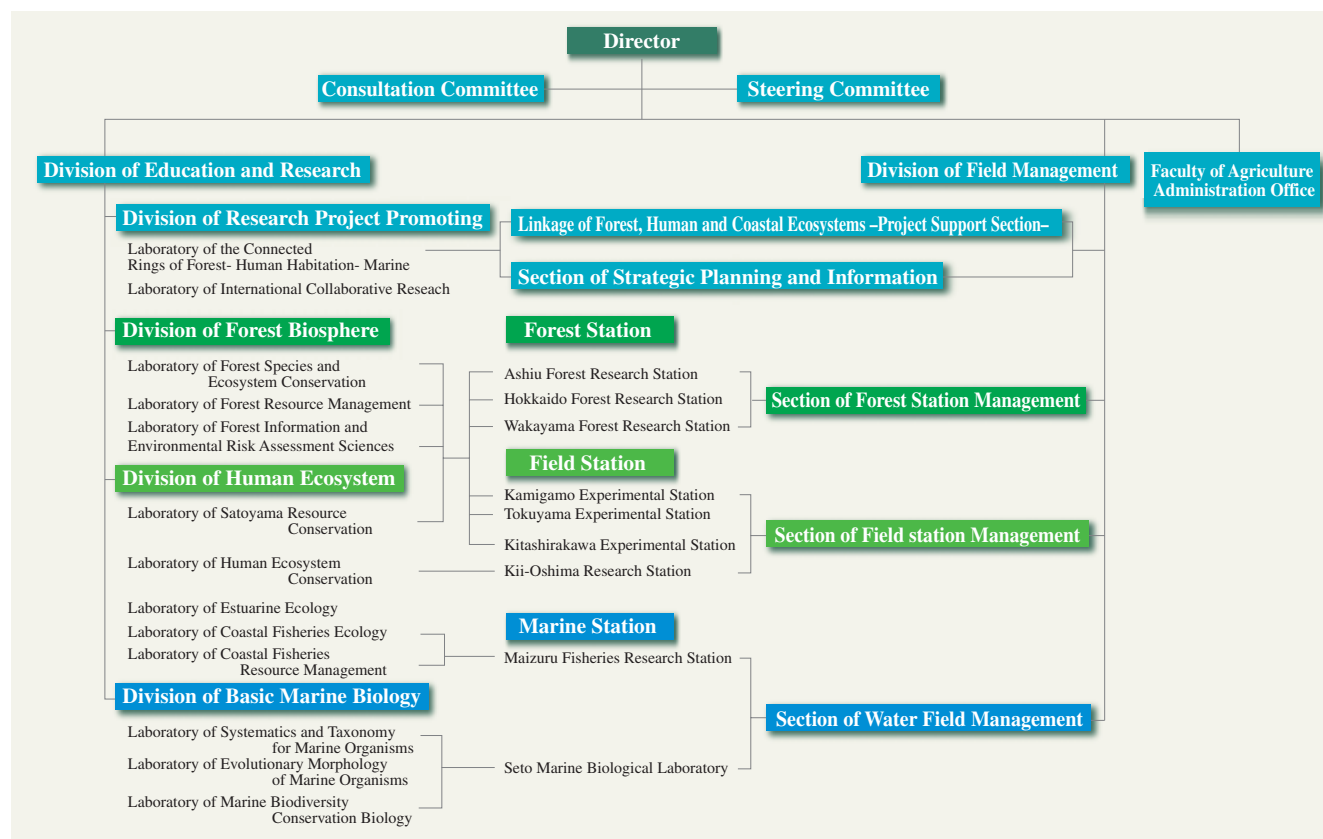 Director
Consultation Committee
Steering Committee
Division of Education and Research
Division of Field Management
Faculty of Agriculture
Administration Office
Division of Research Project Promoting
Laboratory of the Connected
Rings of Forest- Human Habitation- Marine
Laboratory of International Collaborative Reseach
Linkage of Forest, Human and Coastal Ecosystems –Project Support Section–
Section of Strategic Planning and Information
Division of Forest Biosphere
Laboratory of Forest Species and
Ecosystem Conservation
Laboratory of Forest Resource Management
Laboratory of Forest Information and
Environmental Risk Assessment Sciences
Forest Station
Ashiu Forest Research Station
Hokkaido Forest Research Station
Wakayama Forest Research Station
Section of Forest Station Management
Division of Human Ecosystem
Laboratory of Satoyama Resource
Conservation
Laboratory of Human Ecosystem
Conservation
Laboratory of Estuarine Ecology
Laboratory of Coastal Fisheries Ecology
Laboratory of Coastal Fisheries
Resource Management
Field Station
Kamigamo Experimental Station
Tokuyama Experimental Station
Kitashirakawa Experimental Station
Kii-Oshima Research Station
Section of Field station Management
Marine Station
Maizuru Fisheries Research Station
Division of Basic Marine Biology
Laboratory of Systematics and Taxonomy
for Marine Organisms
Laboratory of Evolutionary Morphology
of Marine Organisms
Laboratory of Marine Biodiversity
Conservation Biology
Seto Marine Biological Laboratory
Section of Water Field Management